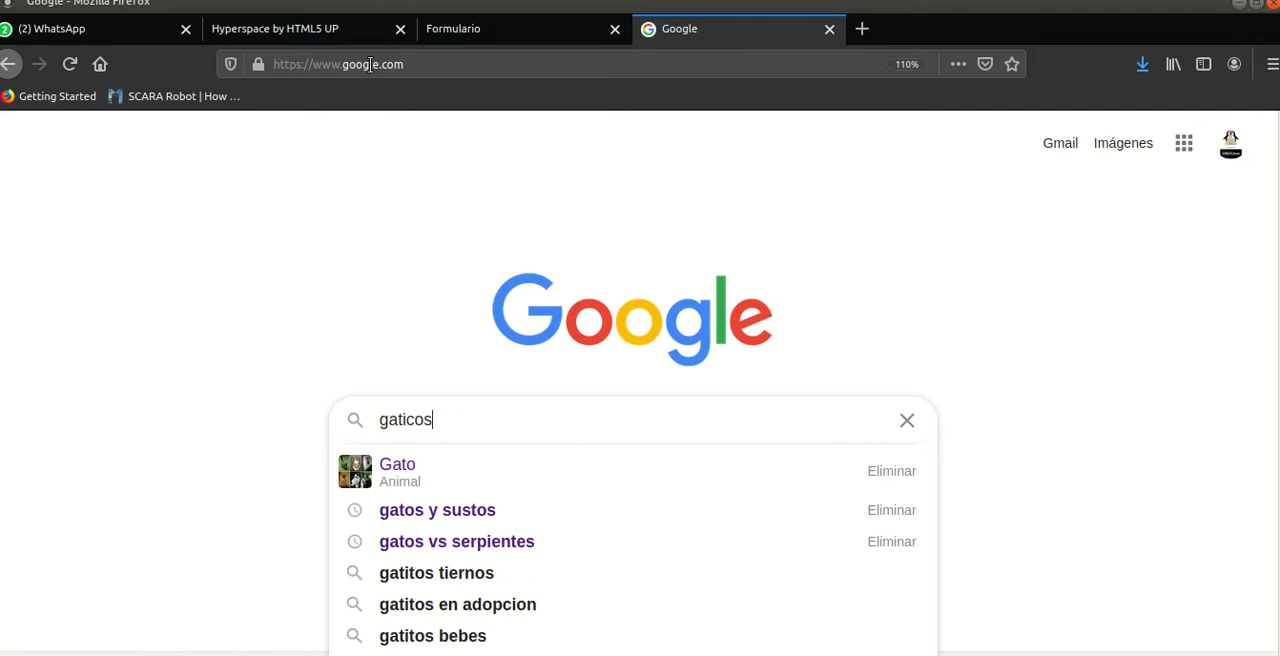 Google - Mozilla Firefox
2 (2) WhatsApp Hyperspace by HTML5 UP Formulario Google
https://www.google.com 110%
Getting Started SCARA Robot | How ...
Gmail Imágenes
Google
gaticos
Gato
Animal Eliminar
gatos y sustos Eliminar
gatos vs serpientes Eliminar
gatitos tiernos
gatitos en adopcion
gatitos bebes